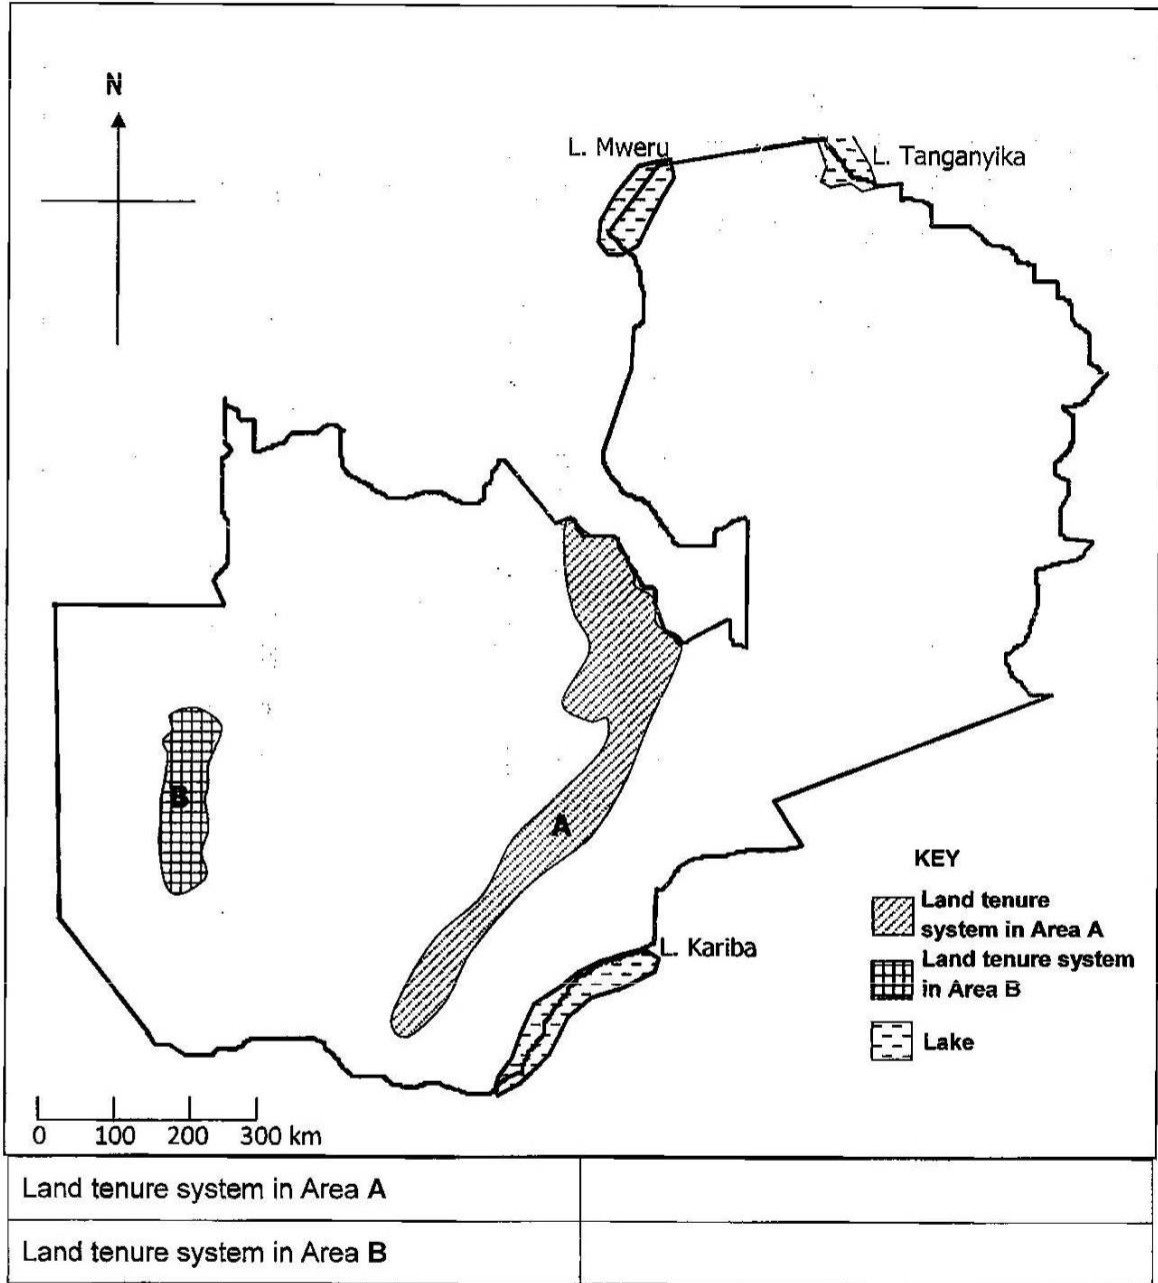 N
L. Mweru
L. Tanganyika
B
A
KEY
Land tenure
system in Area A
L. Kariba
Land tenure system
in Area B
Lake
0 100 200 300 km
Land tenure system in Area A
Land tenure system in Area B